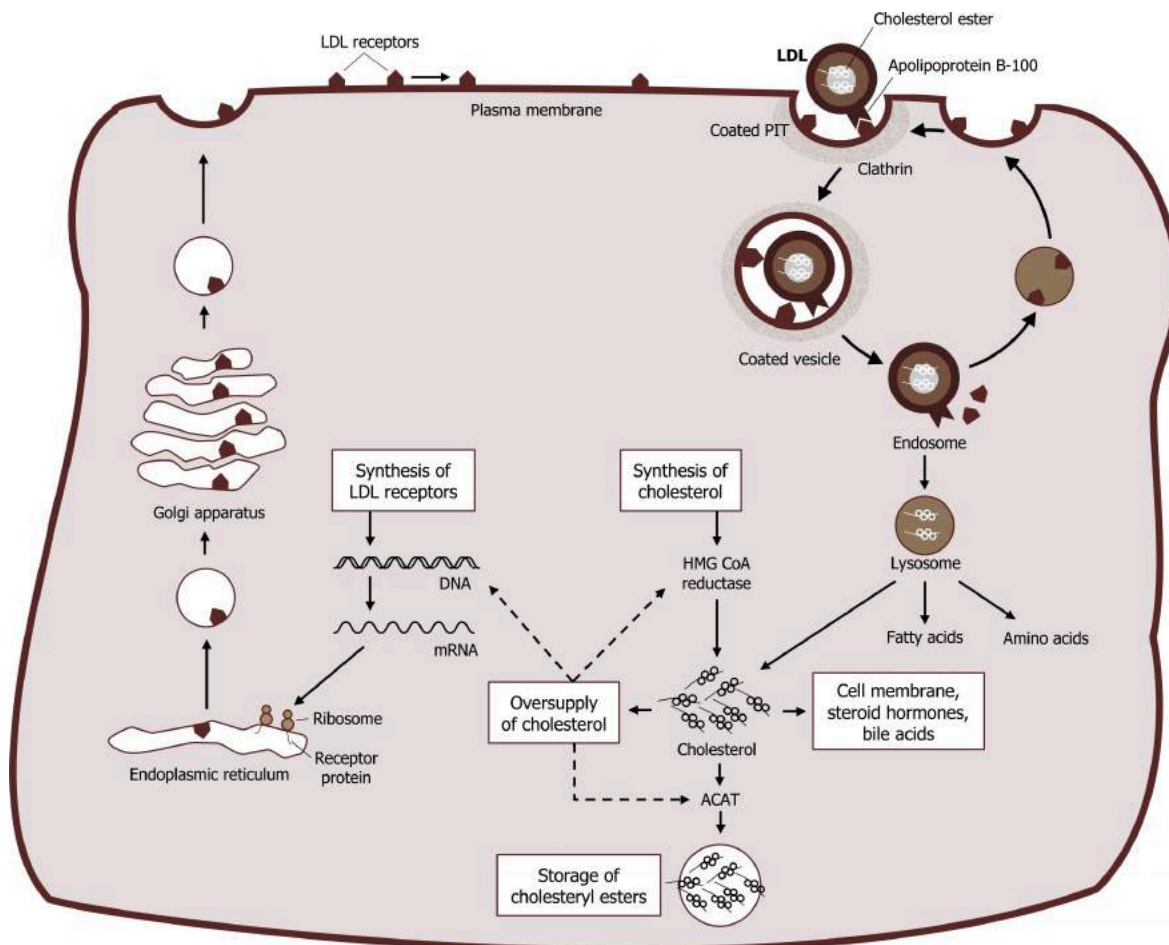 Cholesterol ester
LDL receptors
LDL
Apolipoprotein B-100
Plasma membrane
Coated PIT
Clathrin
Coated vesicle
Endosome
Synthesis of
LDL receptors
Synthesis of
cholesterol
Golgi apparatus
HMG CoA
reductase
Lysosome
DNA
Fatty acids
Amino acids
mRNA
Oversupply
of cholesterol
Cell membrane,
steroid hormones,
bile acids
Ribosome
Cholesterol
Receptor
protein
Endoplasmic reticulum
ACAT
Storage of
cholesteryl esters